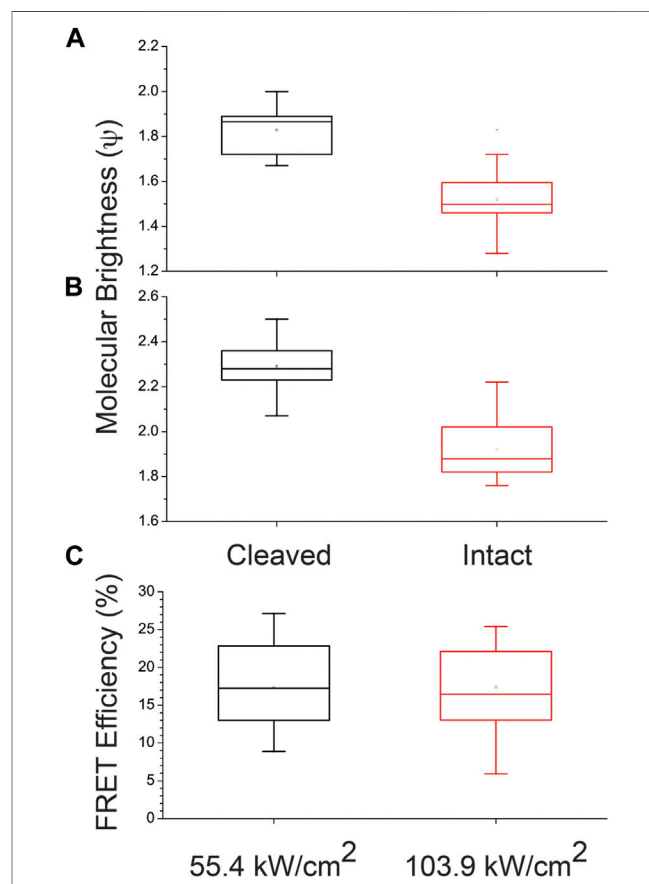 A
Molecular Brightness (ψ)
2.2
2.0
1.8
1.6
1.4
1.2
B
2.6
2.4
2.2
2.0
1.8
1.6
Cleaved Intact
C
FRET Efficiency (%)
30
25
20
15
10
5
0
55.4 kW/cm² 103.9 kW/cm²